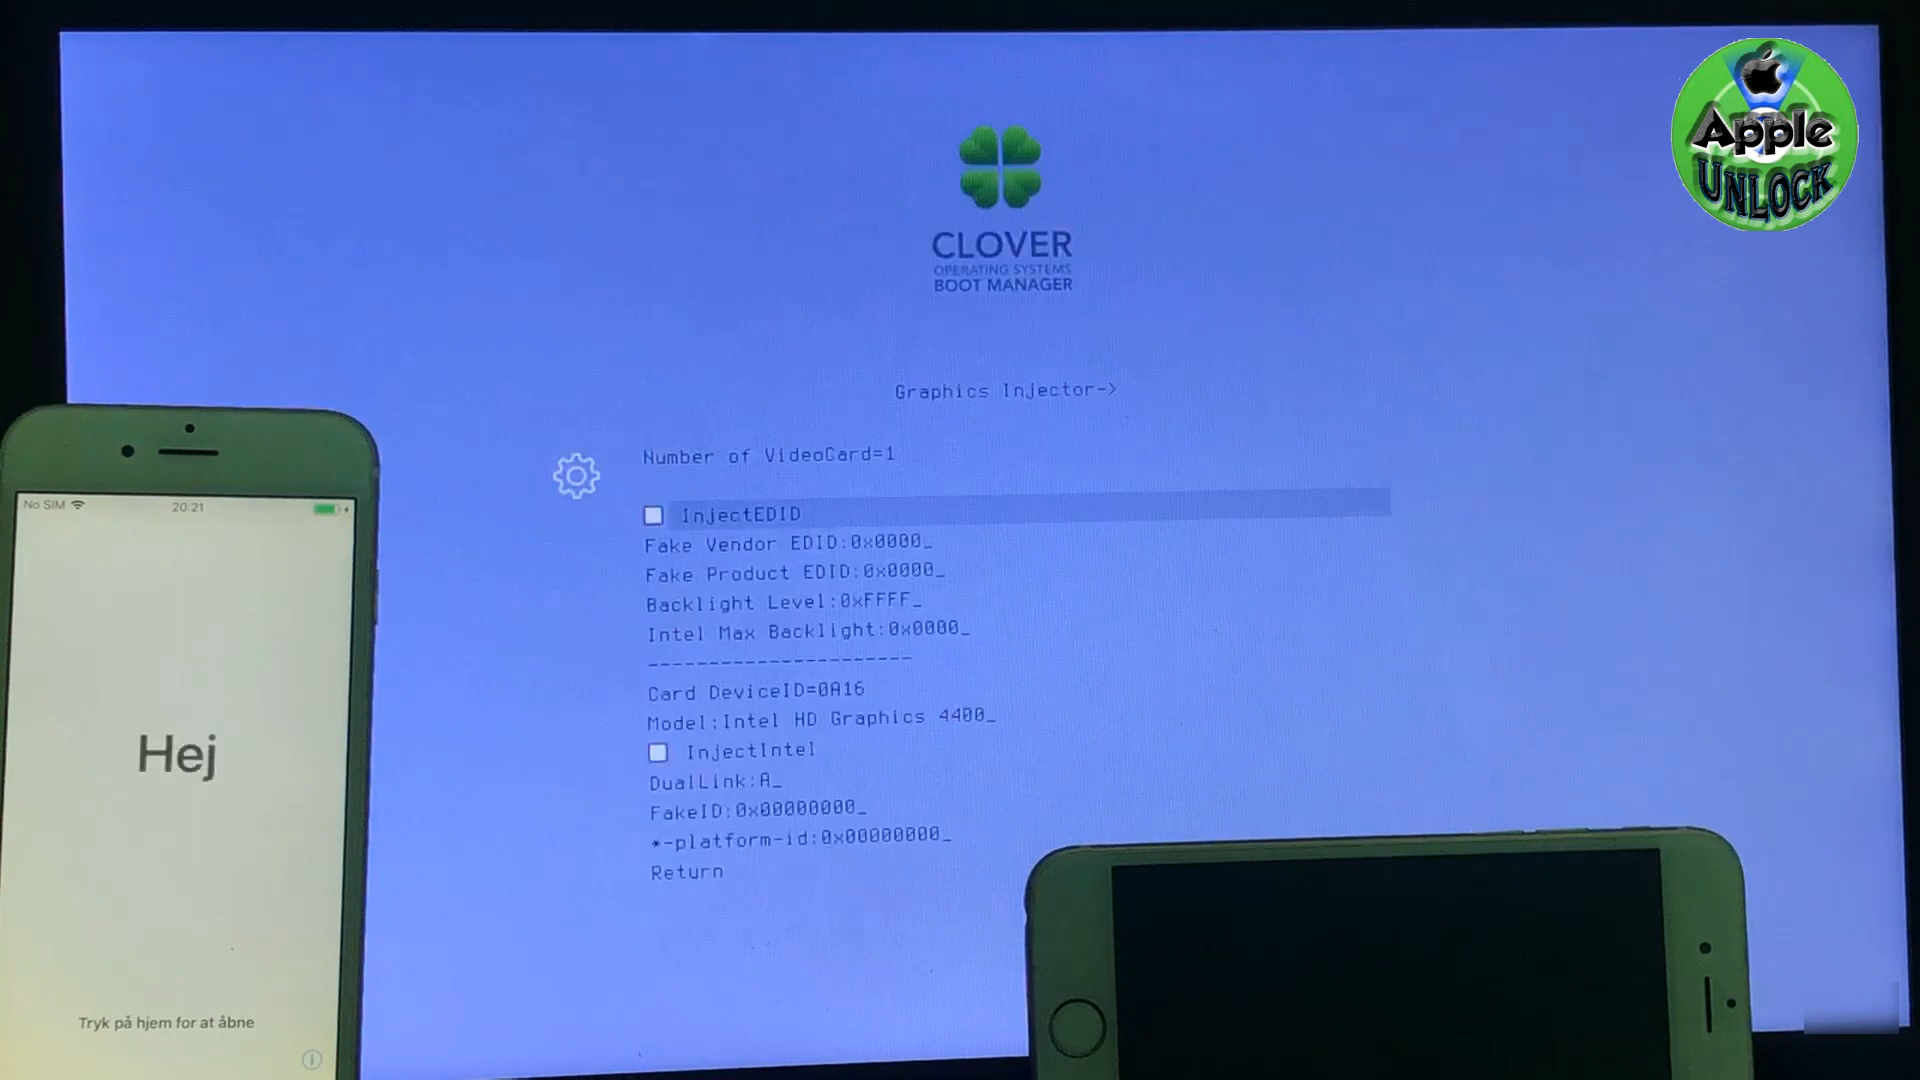 Apple
UNLOCK
CLOVER
OPERATING SYSTEMS
BOOT MANAGER
Graphics Injector->
Number of VideoCard=1
InjectEDID
Fake Vendor EDID:0x0000_
Fake Product EDID:0x0000_
Backlight Level:0xFFFF_
Intel Max Backlight:0x0000_
----------------------
Card DeviceID=0A16
Model:Intel HD Graphics 4400_
InjectIntel
DualLink:A_
FakeID:0x00000000_
*-platform-id:0x00000000_
Return
No SIM
20:21
Hej
Tryk på hjem for at åbne